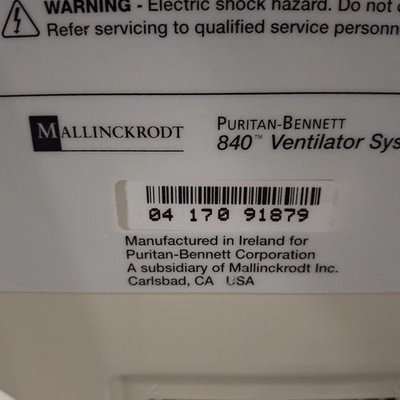 WARNING - Electric shock hazard. Do not
Refer servicing to qualified service
MALLINCKRODT
PURITAN-BENNETT
840™ Ventilator
04 170 91879
Manufactured in Ireland for
Puritan-Bennett Corporation
A subsidiary of Mallinckrodt Inc.
Carlsbad, CA USA